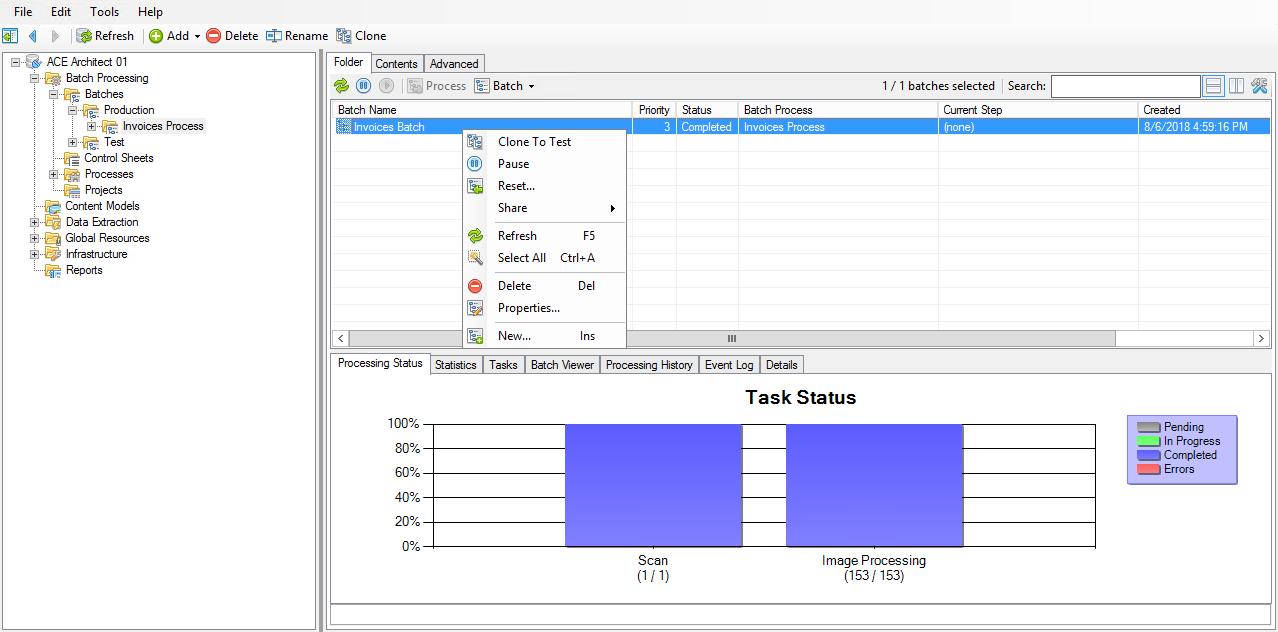 File Edit Tools Help
Refresh Add Delete Rename Clone
ACE Architect 01
Batch Processing
Batches
Production
Invoices Process
Test
Control Sheets
Processes
Projects
Content Models
Data Extraction
Global Resources
Infrastructure
Reports
Folder Contents Advanced
Process Batch 1 / 1 batches selected Search:
Batch Name Priority Status Batch Process Current Step Created
Invoices Batch 3 Completed Invoices Process (none) 8/6/2018 4:59:16 PM
Clone To Test
Pause
Reset...
Share
Refresh F5
Select All Ctrl+A
Delete Del
Properties...
New... Ins
Processing Status Statistics Tasks Batch Viewer Processing History Event Log Details
Task Status
100%
80%
60%
40%
20%
0%
Scan
(1 / 1)
Image Processing
(153 / 153)
Pending
In Progress
Completed
Errors